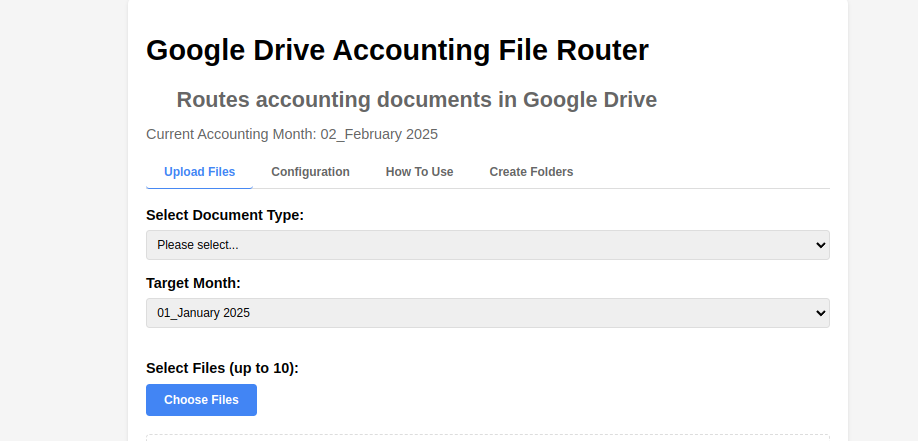 Google Drive Accounting File Router
Routes accounting documents in Google Drive
Current Accounting Month: 02_February 2025
Upload Files Configuration How To Use Create Folders
Select Document Type:
Please select...
Target Month:
01_January 2025
Select Files (up to 10):
Choose Files